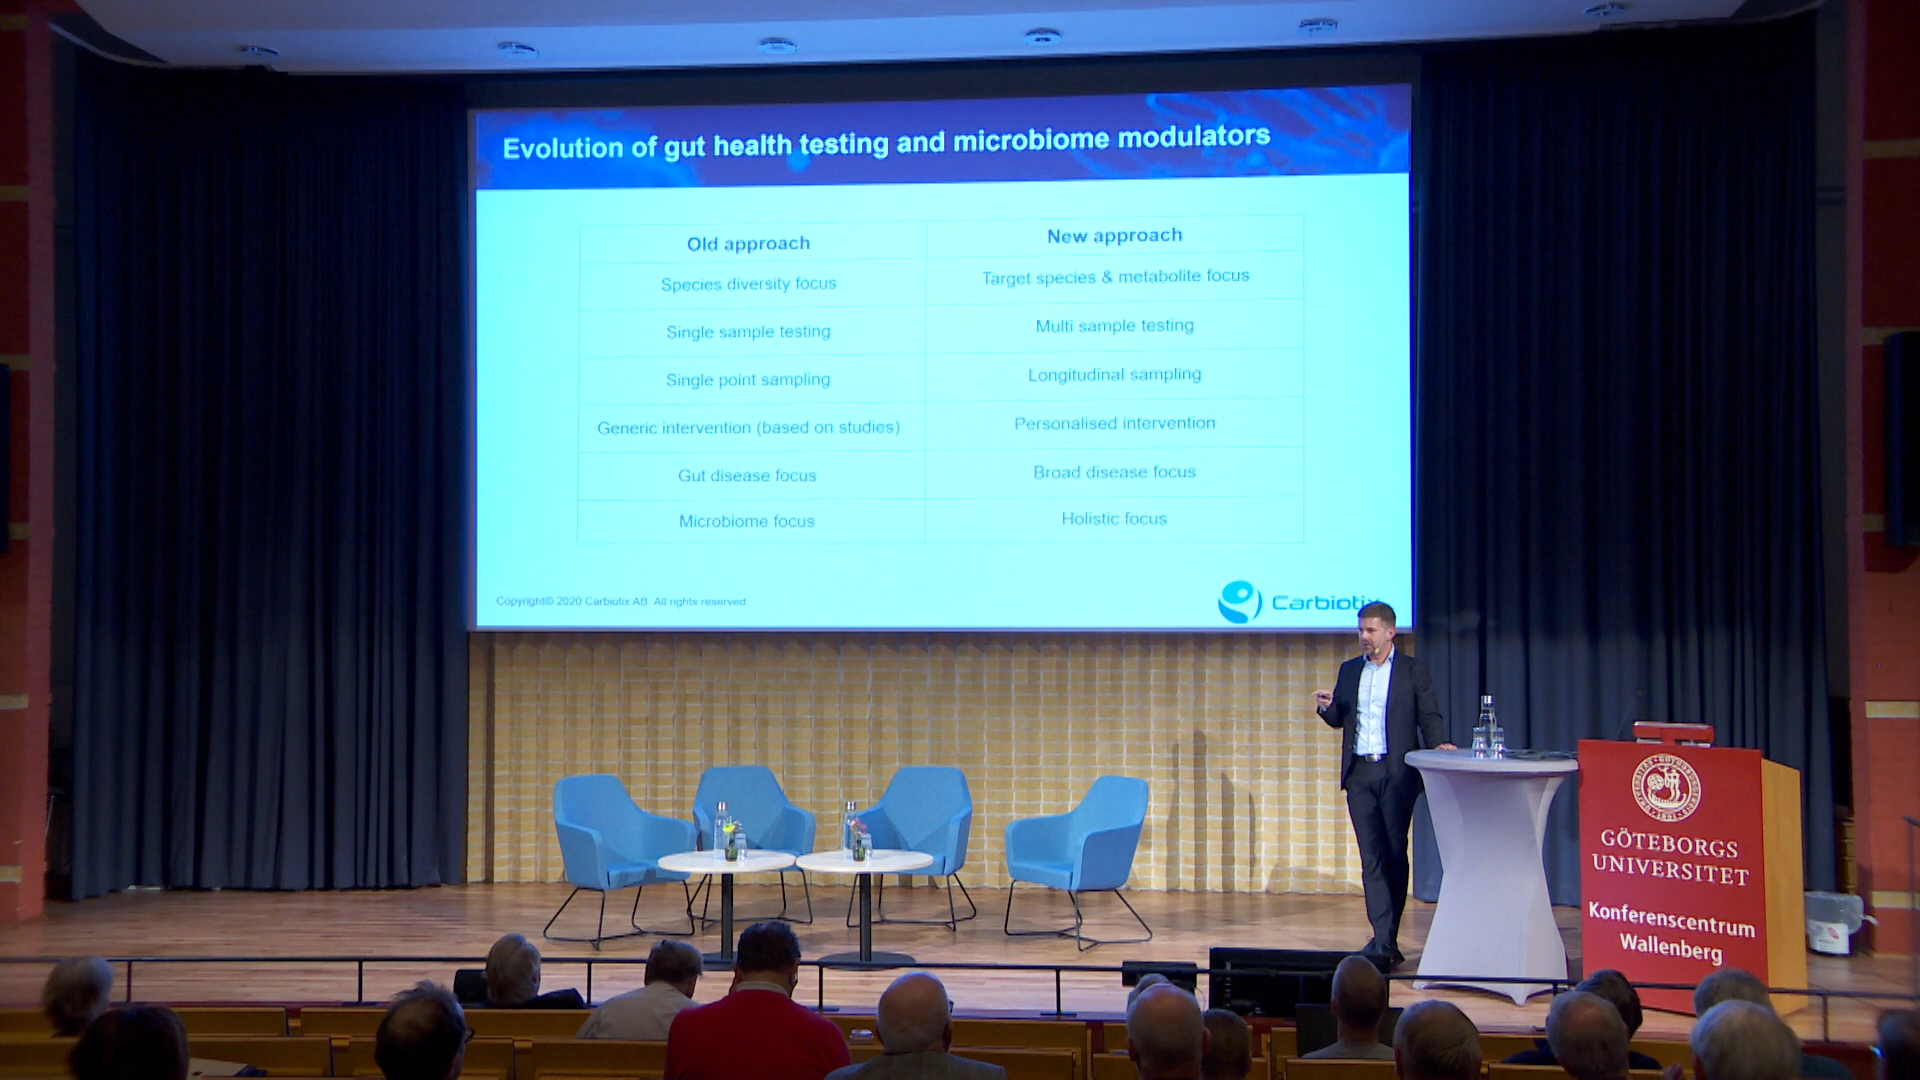 Evolution of gut health testing and microbiome modulators
Old approach
New approach
Species diversity focus
Target species & metabolite focus
Single sample testing
Multi sample testing
Single point sampling
Longitudinal sampling
Generic intervention (based on studies)
Personalised intervention
Gut disease focus
Broad disease focus
Microbiome focus
Holistic focus
Copyright© 2020 Carbiotix AB. All rights reserved
Carbiotix
GÖTEBORGS
UNIVERSITET
Konferenscentrum
Wallenberg